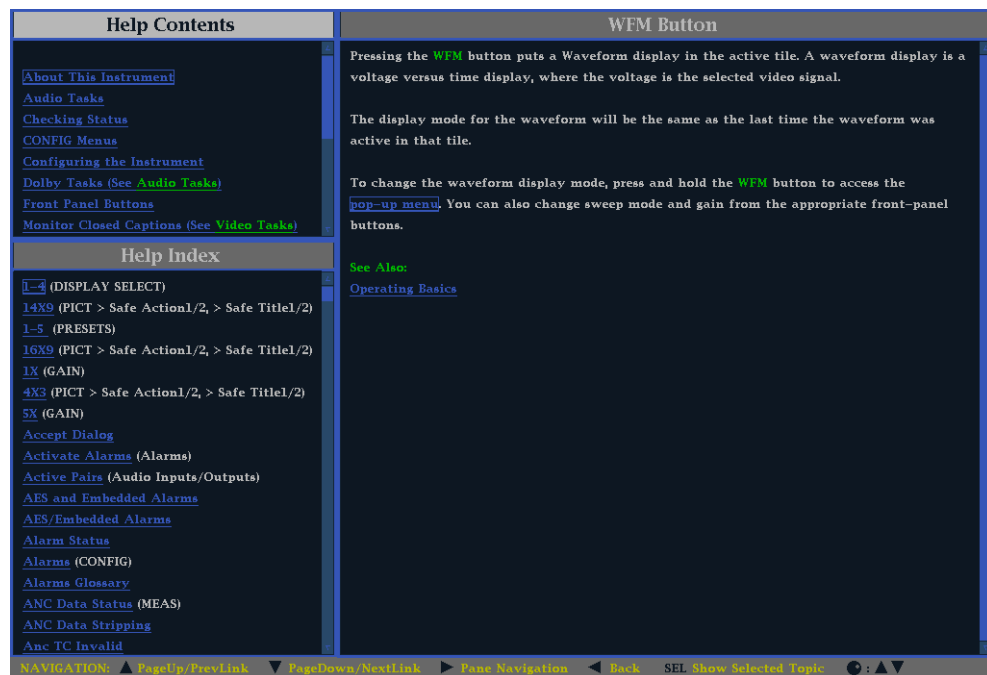 Help Contents
About This Instrument
Audio Tasks
Checking Status
CONFIG Menus
Configuring the Instrument
Dolby Tasks (See Audio Tasks)
Front Panel Buttons
Monitor Closed Captions (See Video Tasks)
Help Index
1-4 (DISPLAY SELECT)
14X9 (PICT > Safe Action1/2, > Safe Title1/2)
1-5 (PRESETS)
16X9 (PICT > Safe Action1/2, > Safe Title1/2)
1X (GAIN)
4X3 (PICT > Safe Action1/2, > Safe Title1/2)
5X (GAIN)
Accept Dialog
Activate Alarms (Alarms)
Active Pairs (Audio Inputs/Outputs)
AES and Embedded Alarms
AES/Embedded Alarms
Alarm Status
Alarms (CONFIG)
Alarms Glossary
ANC Data Status (MEAS)
ANC Data Stripping
Anc TC Invalid
WFM Button
Pressing the WFM button puts a Waveform display in the active tile. A waveform display is a
voltage versus time display, where the voltage is the selected video signal.
The display mode for the waveform will be the same as the last time the waveform was
active in that tile.
To change the waveform display mode, press and hold the WFM button to access the
pop-up menu. You can also change sweep mode and gain from the appropriate front-panel
buttons.
See Also:
Operating Basics
NAVIGATION: ▲ PageUp/PrevLink ▼ PageDown/NextLink ► Pane Navigation ◄ Back SEL Show Selected Topic : ▲▼